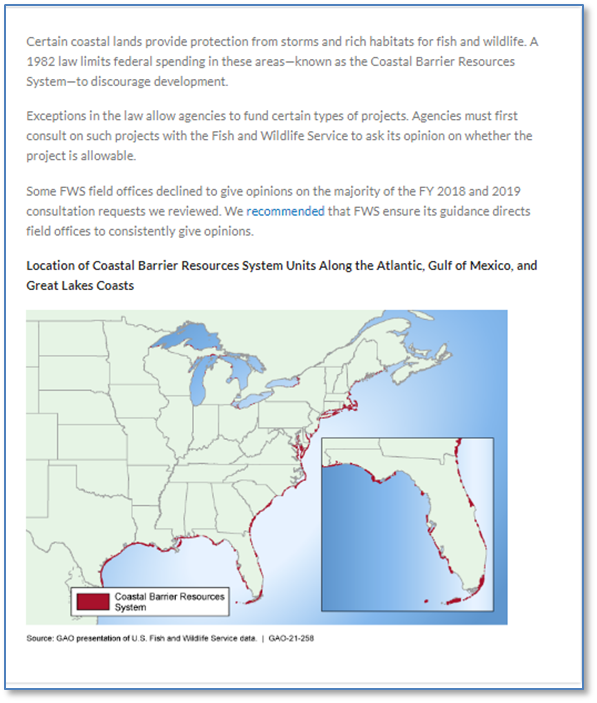 Certain coastal lands provide protection from storms and rich habitats for fish and wildlife. A
1982 law limits federal spending in these areas—known as the Coastal Barrier Resources
System—to discourage development.
Exceptions in the law allow agencies to fund certain types of projects. Agencies must first
consult on such projects with the Fish and Wildlife Service to ask its opinion on whether the
project is allowable.
Some FWS field offices declined to give opinions on the majority of the FY 2018 and 2019
consultation requests we reviewed. We recommended that FWS ensure its guidance directs
field offices to consistently give opinions.
Location of Coastal Barrier Resources System Units Along the Atlantic, Gulf of Mexico, and
Great Lakes Coasts
Coastal Barrier Resources
System
Source: GAO presentation of U.S. Fish and Wildlife Service data. | GAO-21-258